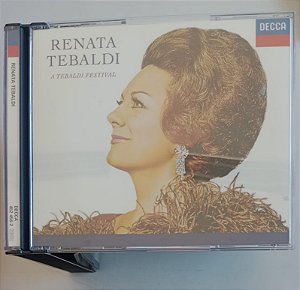 RENATA
TEBALDI
A TEBALDI FESTIVAL
DECCA
RENATA TEBALDI
DECCA